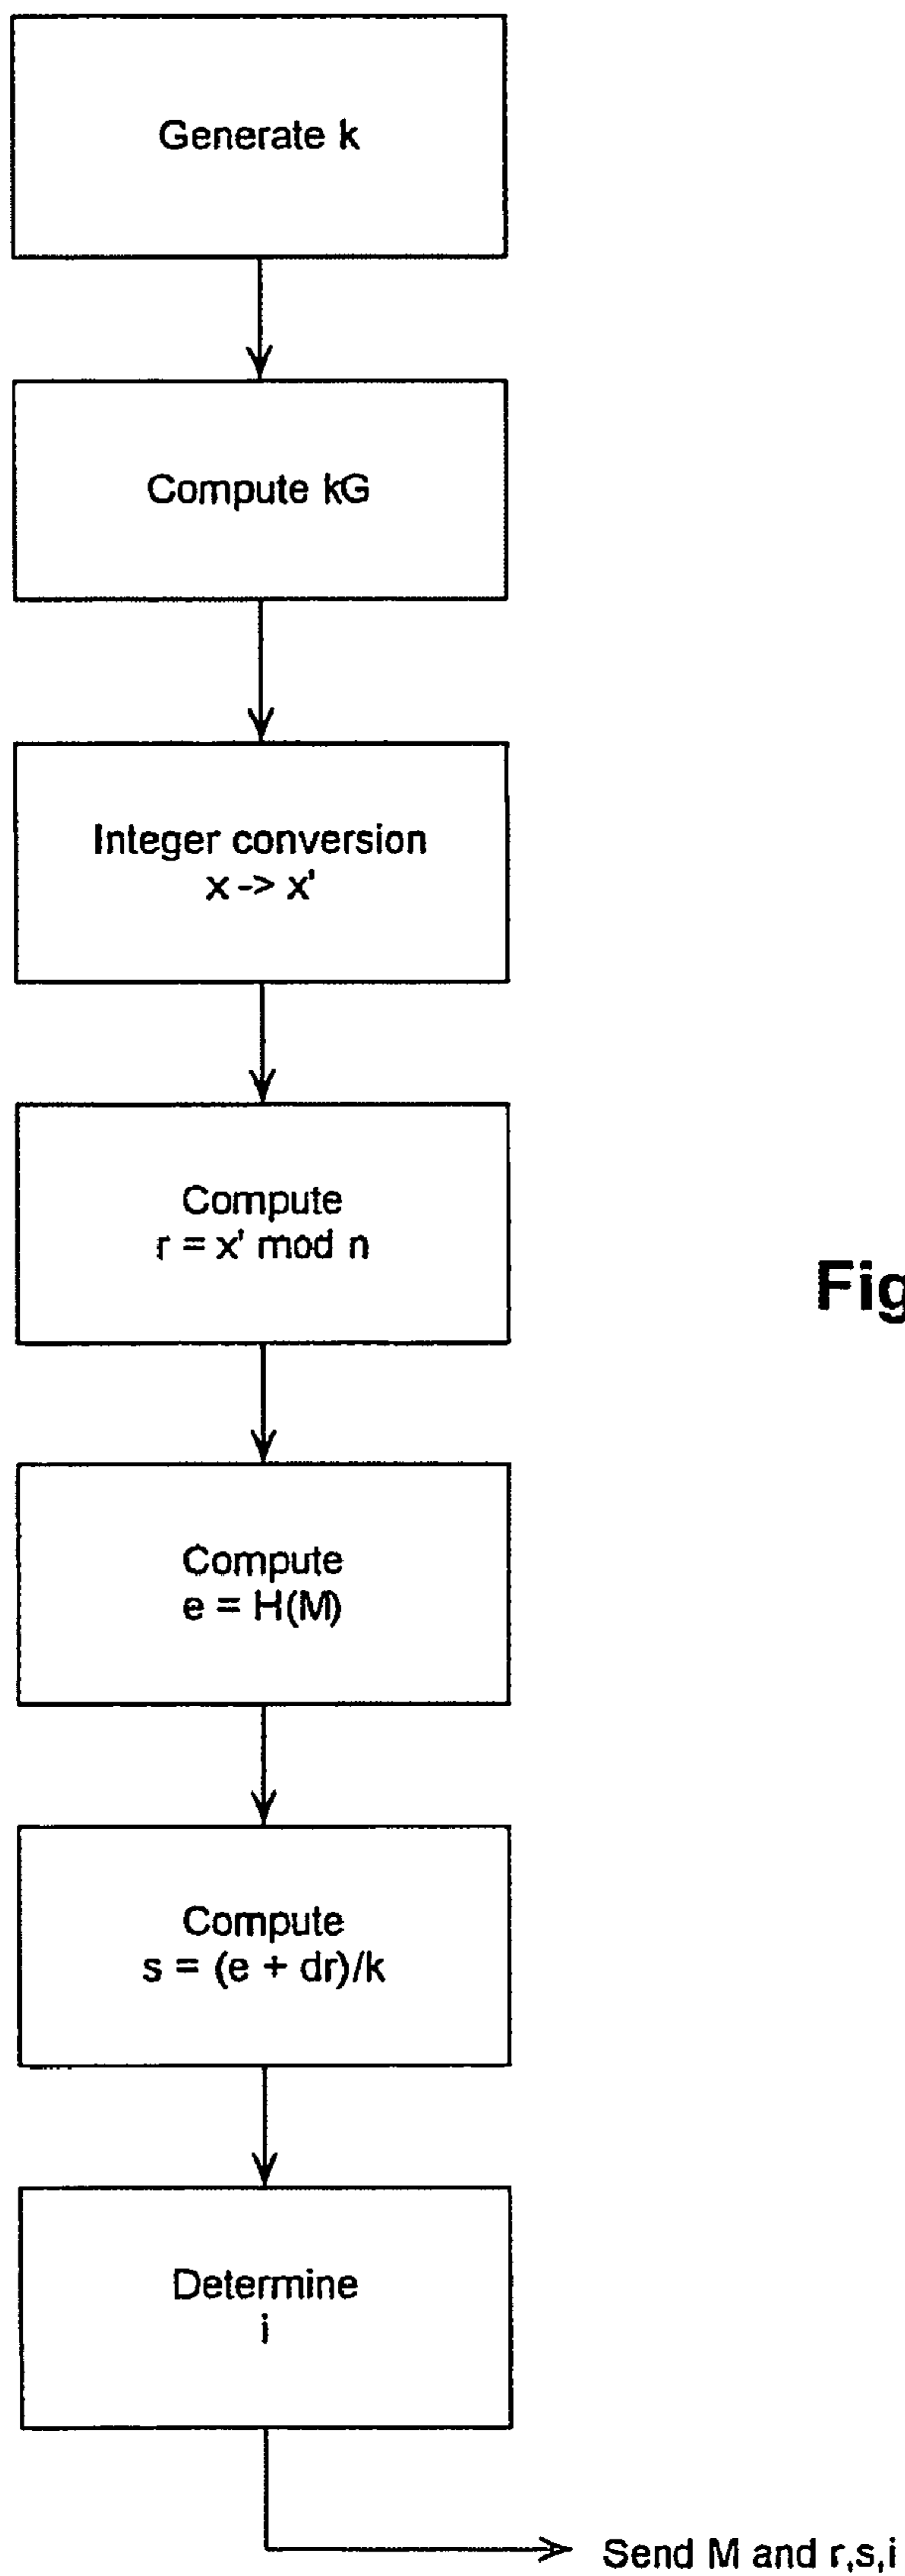 Generate k
Compute kG
Integer conversion
x -> x'
Compute
r = x' mod n
Fig
Compute
e = H(M)
Compute
s = (e + dr)/k
Determine
i
Send M and r,s,i